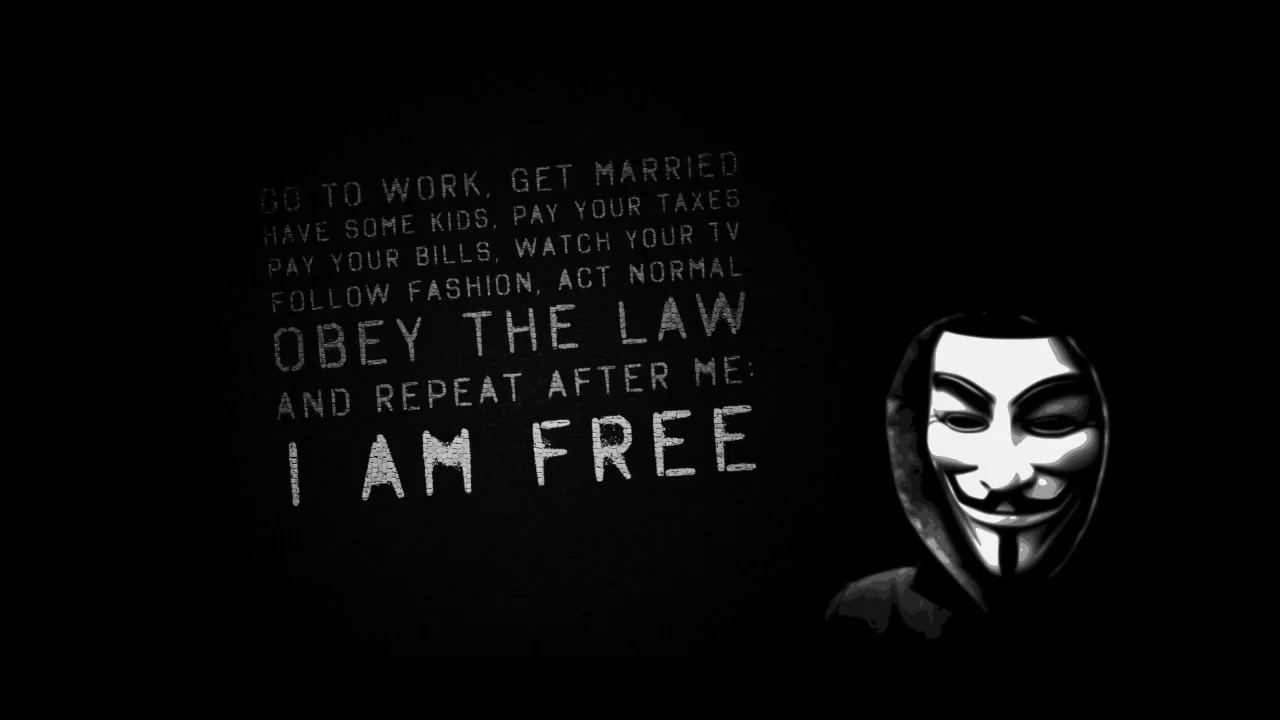 GO TO WORK, GET MARRIED
HAVE SOME KIDS, PAY YOUR TAXES
PAY YOUR BILLS, WATCH YOUR TV
FOLLOW FASHION, ACT NORMAL
OBEY THE LAW
AND REPEAT AFTER ME:
I AM FREE